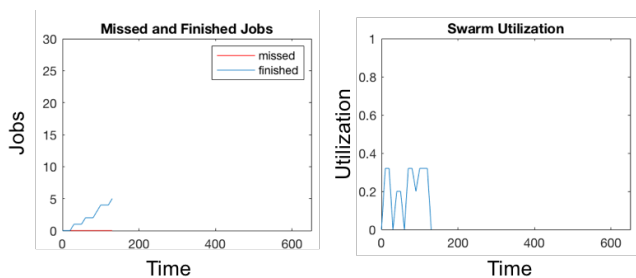 Missed and Finished Jobs
30
25
20
15
10
5
0
Jobs
missed
finished
0 200 400 600
Time
Swarm Utilization
1
0.8
0.6
0.4
0.2
0
Utilization
0 200 400 600
Time